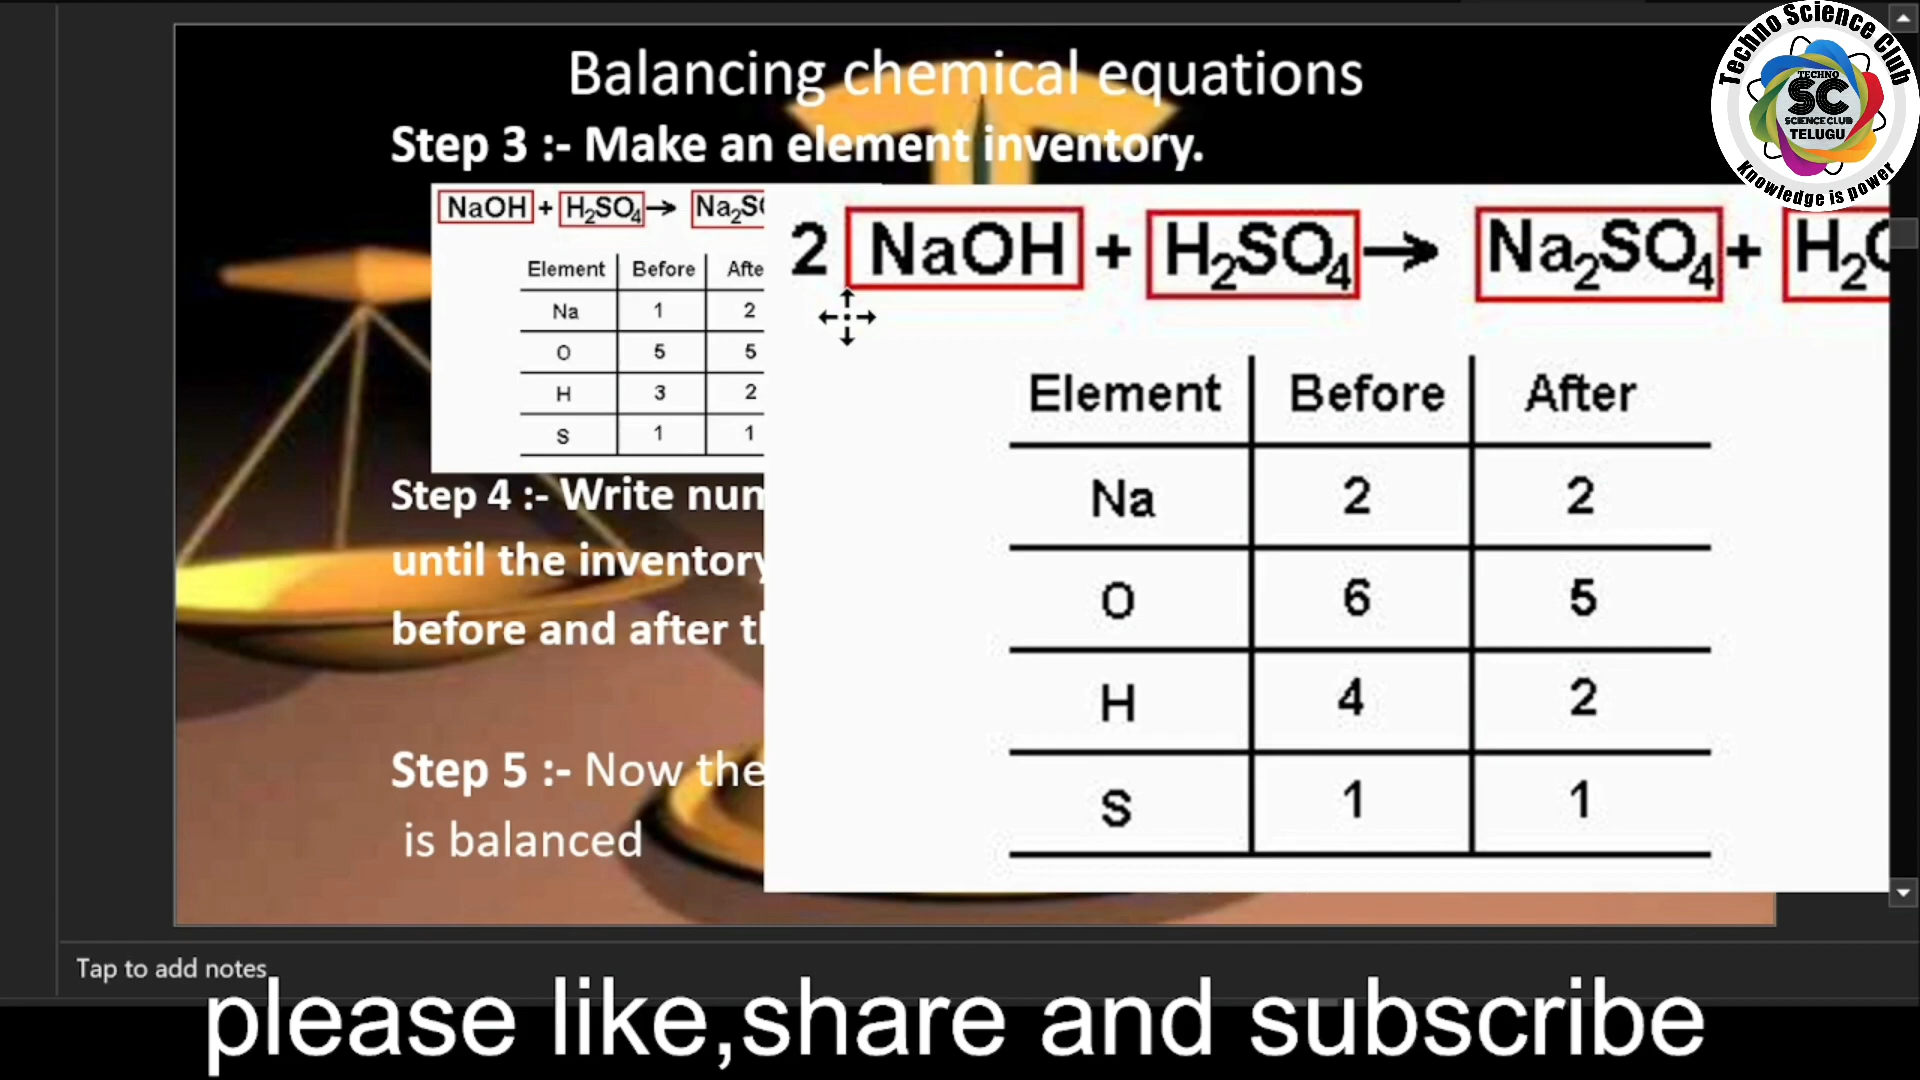 Balancing chemical equations
Step 3 :- Make an element inventory.
NaOH + H₂SO₄ → Na₂S
Element Before Afte
Na 1 2
O 5 5
H 3 2
S 1 1
Step 4 :- Write num
until the inventory
before and after t
Step 5 :- Now the
is balanced
2 NaOH + H₂SO₄ → Na₂SO₄ + H₂
Element Before After
Na 2 2
O 6 5
H 4 2
S 1 1
Techno Science Club
TECHNO
SC
SCIENCE CLUB
TELUGU
Knowledge is power
Tap to add notes
please like,share and subscribe